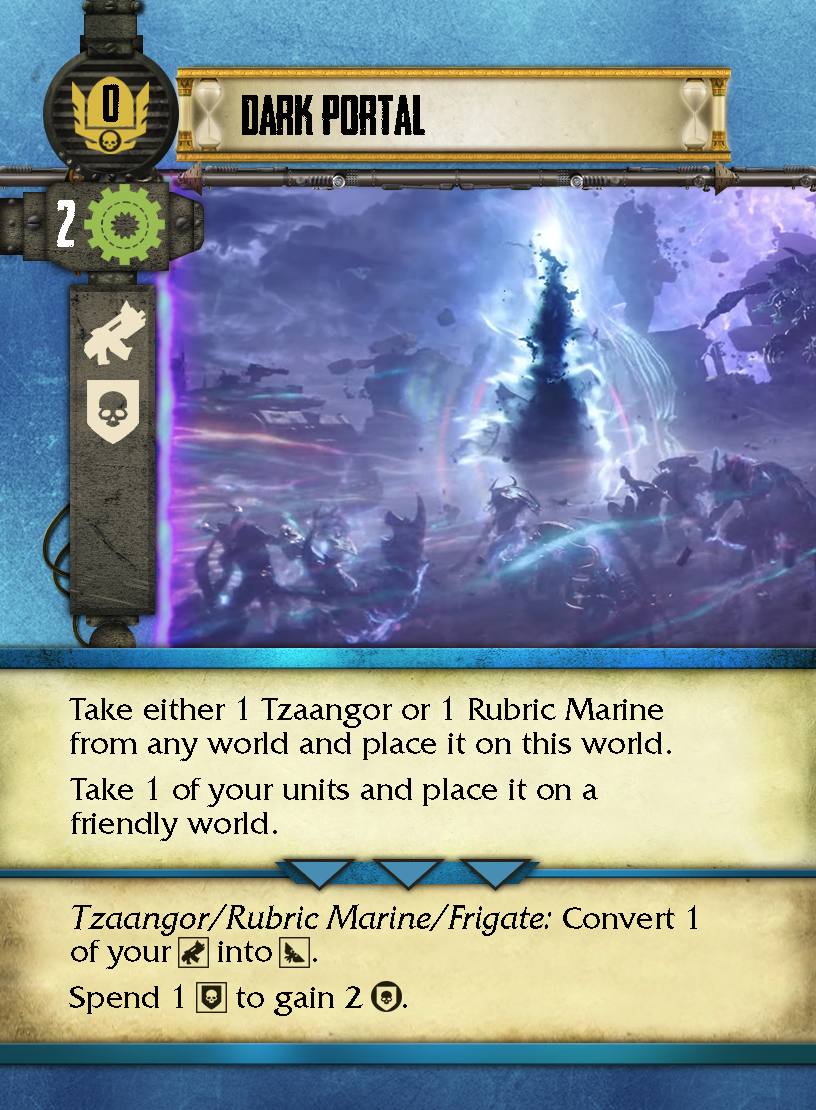 0
DARK PORTAL
2
Take either 1 Tzaangor or 1 Rubric Marine
from any world and place it on this world.
Take 1 of your units and place it on a
friendly world.
Tzaangor/Rubric Marine/Frigate: Convert 1
of your into .
Spend 1 to gain 2 .